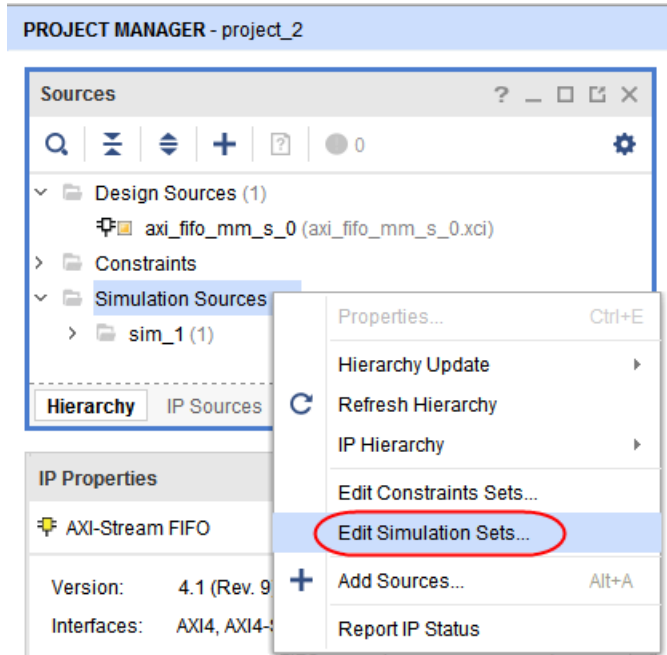 PROJECT MANAGER - project_2
Sources
? _
0
Design Sources (1)
axi_fifo_mm_s_0 (axi_fifo_mm_s_0.xci)
Constraints
Simulation Sources
sim_1 (1)
Hierarchy IP Sources
Properties... Ctrl+E
Hierarchy Update
Refresh Hierarchy
IP Hierarchy
Edit Constraints Sets...
Edit Simulation Sets...
Add Sources... Alt+A
Report IP Status
IP Properties
AXI-Stream FIFO
Version: 4.1 (Rev. 9
Interfaces: AXI4, AXI4-